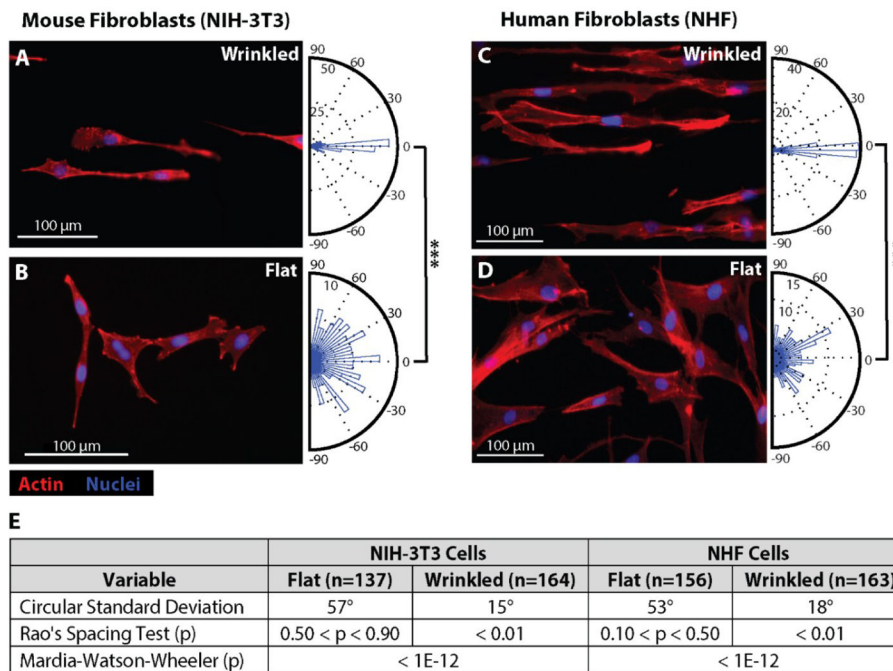 Mouse Fibroblasts (NIH-3T3)
Human Fibroblasts (NHF)
A
Wrinkled
100 µm
90
60
30
0
-30
-60
-90
50
25
C
Wrinkled
100 µm
90
60
30
0
-30
-60
-90
40
20
***
B
Flat
100 µm
90
60
30
0
-30
-60
-90
10
D
Flat
100 µm
90
60
30
0
-30
-60
-90
15
10
Actin Nuclei
E
NIH-3T3 Cells NHF Cells
Variable Flat (n=137) Wrinkled (n=164) Flat (n=156) Wrinkled (n=163)
Circular Standard Deviation 57° 15° 53° 18°
Rao's Spacing Test (p) 0.50 < p < 0.90 < 0.01 0.10 < p < 0.50 < 0.01
Mardia-Watson-Wheeler (p) < 1E-12 < 1E-12